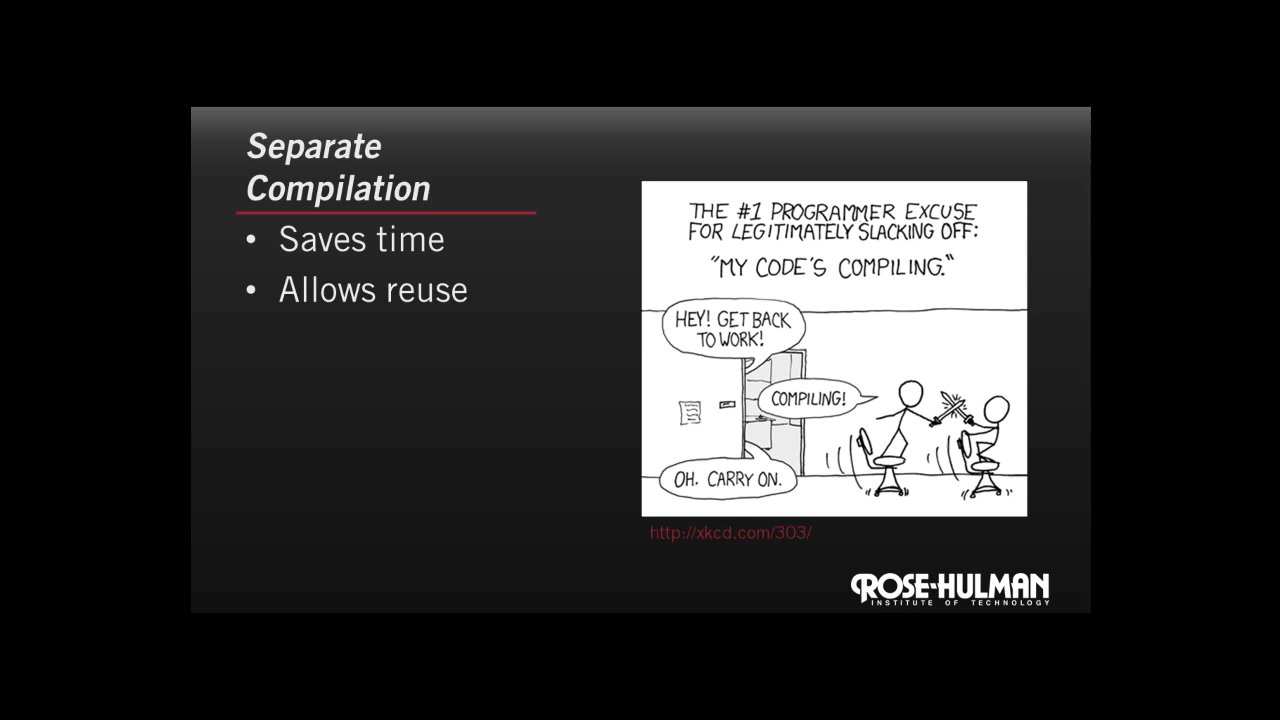 Separate
Compilation
• Saves time
• Allows reuse
THE #1 PROGRAMMER EXCUSE
FOR LEGITIMATELY SLACKING OFF:
"MY CODE'S COMPILING."
HEY! GET BACK
TO WORK!
COMPILING!
OH. CARRY ON.
http://xkcd.com/303/
ROSE-HULMAN
INSTITUTE OF TECHNOLOGY